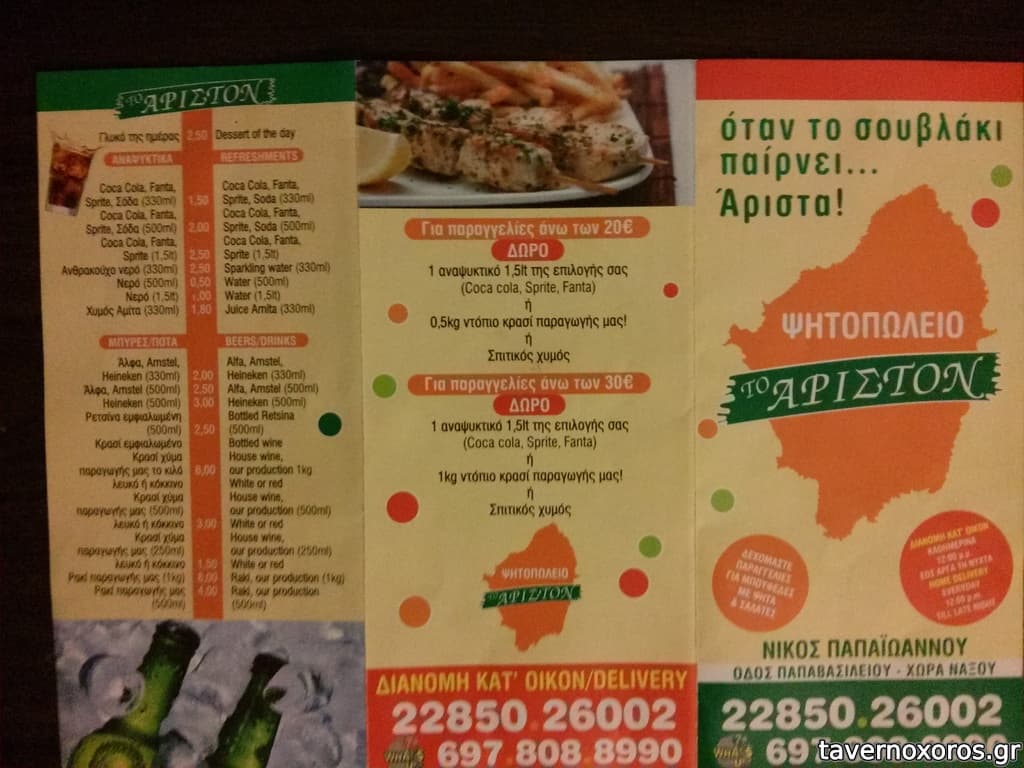 ΤΟ ΑΡΙΣΤΟΝ
Γλυκό της ημέρας 2,50 Dessert of the day
ΑΝΑΨΥΚΤΙΚΑ REFRESHMENTS
Coca Cola, Fanta, Coca Cola, Fanta,
Sprite, Σόδα (330ml) 1,50 Sprite, Soda (330ml)
Coca Cola, Fanta, Coca Cola, Fanta,
Sprite, Σόδα (500ml) 2,00 Sprite, Soda (500ml)
Coca Cola, Fanta, Coca Cola, Fanta,
Sprite (1,5lt) 2,50 Sprite (1,5lt)
Ανθρακούχο νερό (330ml) 2,50 Sparkling water (330ml)
Νερό (500ml) 0,50 Water (500ml)
Νερό (1,5lt) 1,00 Water (1,5lt)
Χυμός Αμίτα (330ml) 1,80 Juice Amita (330ml)
ΜΠΥΡΕΣ/ΠΟΤΑ BEERS/DRINKS
Άλφα, Amstel, Alfa, Amstel,
Heineken (330ml) 2,00 Heineken (330ml)
Άλφα, Amstel (500ml) 2,50 Alfa, Amstel (500ml)
Heineken (500ml) 3,00 Heineken (500ml)
Ρετσίνα εμφιαλωμένη Bottled Retsina
(500ml) 2,50 (500ml)
Κρασί εμφιαλωμένο Bottled wine
Κρασί χύμα House wine,
παραγωγής μας το κιλό 6,00 our production 1kg
λευκό ή κόκκινο White or red
Κρασί χύμα House wine,
παραγωγής μας (500ml) our production (500ml)
λευκό ή κόκκινο 3,00 White or red
Κρασί χύμα House wine,
παραγωγής μας (250ml) our production (250ml)
λευκό ή κόκκινο 1,50 White or red
Ρακί παραγωγής μας (1kg) 8,00 Raki, our production (1kg)
Ρακί παραγωγής μας 4,00 Raki, our production
(500ml) (500ml)
Για παραγγελίες άνω των 20€
ΔΩΡΟ
1 αναψυκτικό 1,5lt της επιλογής σας
(Coca cola, Sprite, Fanta)
ή
0,5kg ντόπιο κρασί παραγωγής μας!
ή
Σπιτικός χυμός
Για παραγγελίες άνω των 30€
ΔΩΡΟ
1 αναψυκτικό 1,5lt της επιλογής σας
(Coca cola, Sprite, Fanta)
ή
1kg ντόπιο κρασί παραγωγής μας!
ή
Σπιτικός χυμός
ΨΗΤΟΠΩΛΕΙΟ
ΤΟ ΑΡΙΣΤΟΝ
ΔΙΑΝΟΜΗ ΚΑΤ' ΟΙΚΟΝ/DELIVERY
22850.26002
WHAT'S UP 697.808.8990
όταν το σουβλάκι
παίρνει...
Άριστα!
ΨΗΤΟΠΩΛΕΙΟ
ΤΟ ΑΡΙΣΤΟΝ
ΔΕΧΟΜΑΣΤΕ
ΠΑΡΑΓΓΕΛΙΕΣ
ΓΙΑ ΜΠΟΥΦΕΔΕΣ
ΜΕ ΨΗΤΑ
& ΣΑΛΑΤΕΣ
ΔΙΑΝΟΜΗ ΚΑΤ' ΟΙΚΟΝ
ΚΑΘΗΜΕΡΙΝΑ
12:00 μ.μ.
ΕΩΣ ΑΡΓΑ ΤΗ ΝΥΧΤΑ
HOME DELIVERY
EVERYDAY
12:00 p.m.
TILL LATE NIGHT
ΝΙΚΟΣ ΠΑΠΑΪΩΑΝΝΟΥ
ΟΔΟΣ ΠΑΠΑΒΑΣΙΛΕΙΟΥ - ΧΩΡΑ ΝΑΞΟΥ
22850.26002
WHAT'S UP
tavernoxoros.gr